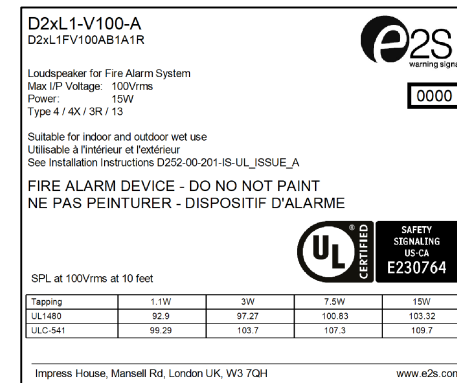 D2xL1-V100-A
D2xL1FV100AB1A1R
e2S
warning signa
0000
Loudspeaker for Fire Alarm System
Max I/P Voltage: 100Vrms
Power: 15W
Type 4 / 4X / 3R / 13
Suitable for indoor and outdoor wet use
Utilisable à l'intérieur et l'extérieur
See Installation Instructions D252-00-201-IS-UL_ISSUE_A
FIRE ALARM DEVICE - DO NO NOT PAINT
NE PAS PEINTURER - DISPOSITIF D'ALARME
UL ®
CERTIFIED
SAFETY
SIGNALING
US-CA
E230764
SPL at 100Vrms at 10 feet
Tapping 1.1W 3W 7.5W 15W
UL1480 92.9 97.27 100.83 103.32
ULC-541 99.29 103.7 107.3 109.7
Impress House, Mansell Rd, London UK, W3 7QH www.e2s.com